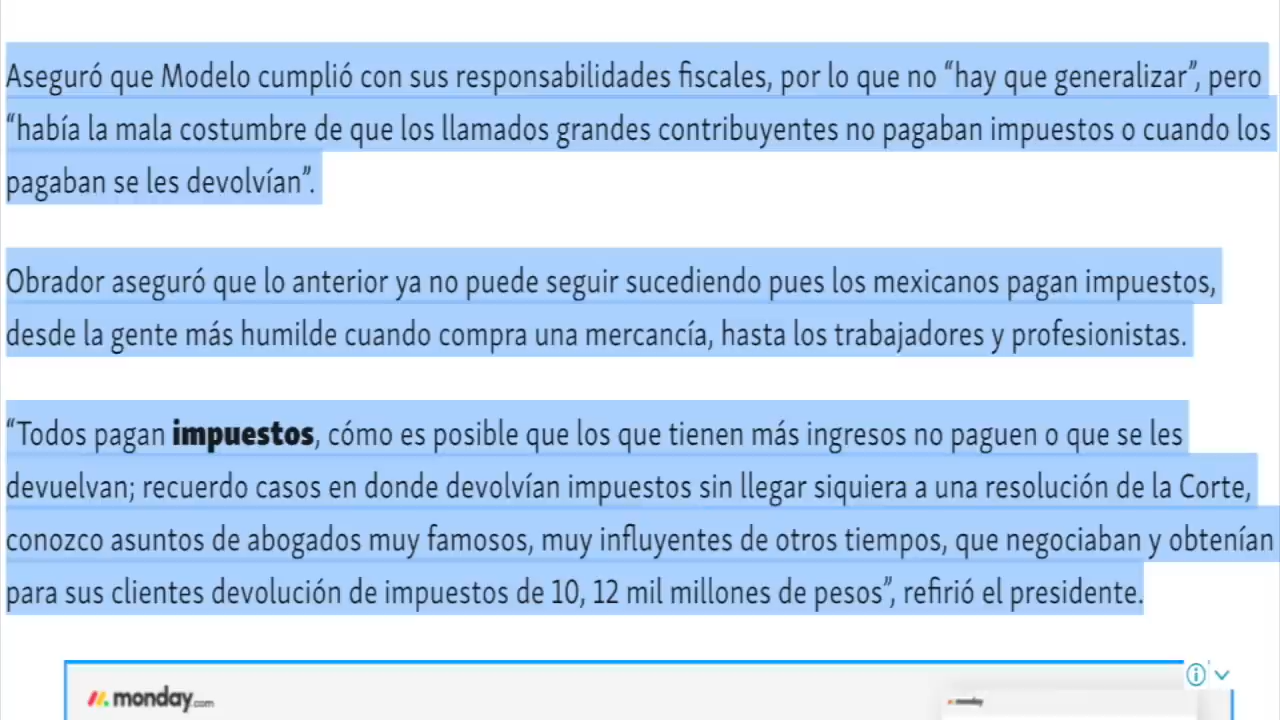 Aseguró que Modelo cumplió con sus responsabilidades fiscales, por lo que no “hay que generalizar”, pero
“había la mala costumbre de que los llamados grandes contribuyentes no pagaban impuestos o cuando los
pagaban se les devolvían”.
Obrador aseguró que lo anterior ya no puede seguir sucediendo pues los mexicanos pagan impuestos,
desde la gente más humilde cuando compra una mercancía, hasta los trabajadores y profesionistas.
“Todos pagan impuestos, cómo es posible que los que tienen más ingresos no paguen o que se les
devuelvan; recuerdo casos en donde devolvían impuestos sin llegar siquiera a una resolución de la Corte,
conozco asuntos de abogados muy famosos, muy influyentes de otros tiempos, que negociaban y obtenían
para sus clientes devolución de impuestos de 10, 12 mil millones de pesos”, refirió el presidente.
monday.com
monday